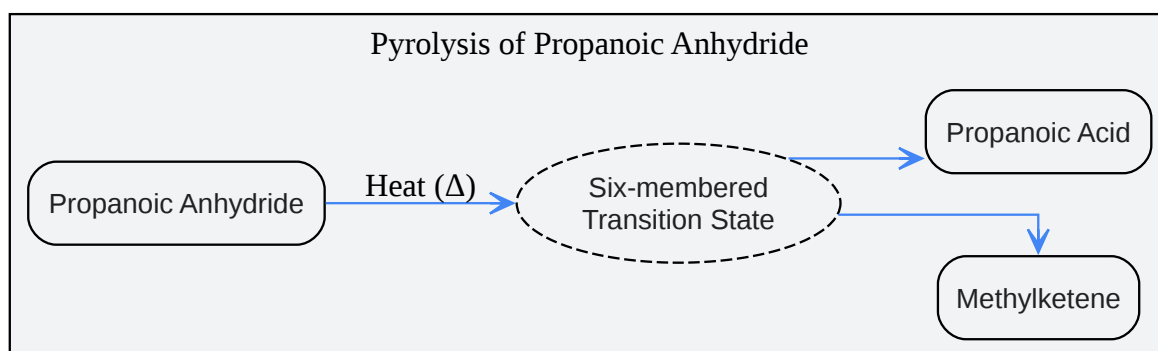 Pyrolysis of Propanoic Anhydride
Propanoic Anhydride
Heat (Δ)
Six-membered
Transition State
Propanoic Acid
Methylketene